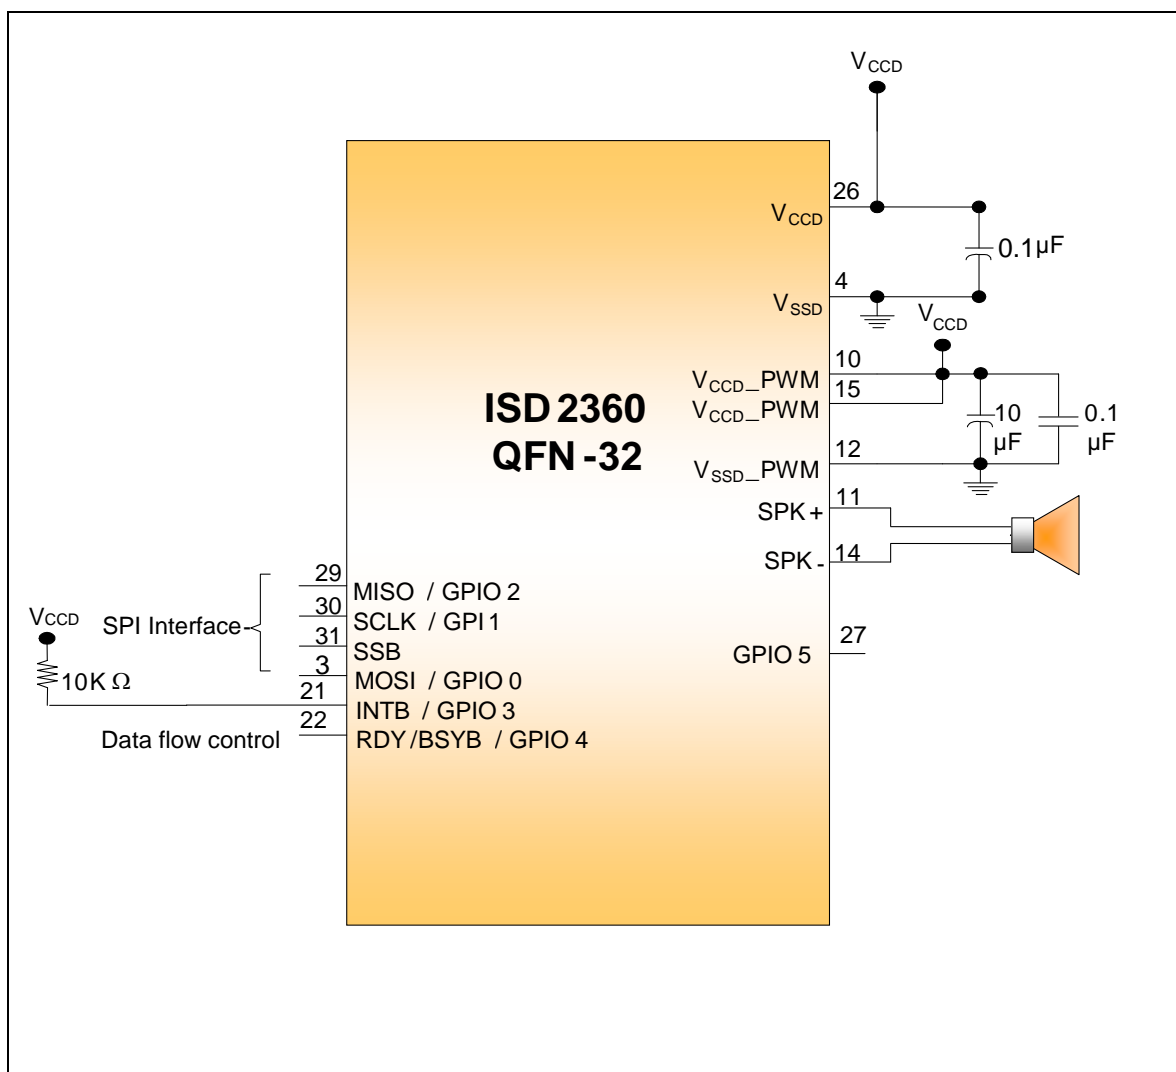 VCCD
26
VCCD
0.1µF
4
VSSD
VCCD
10
VCCD_PWM
15
VCCD_PWM
10 µF
0.1 µF
12
VSSD_PWM
11
SPK+
14
SPK-
27
GPIO 5
ISD2360
QFN-32
29
MISO / GPIO 2
30
SCLK / GPI 1
31
SSB
3
MOSI / GPIO 0
21
INTB / GPIO 3
22
RDY/BSYB / GPIO 4
SPI Interface
VCCD
10K Ω
Data flow control